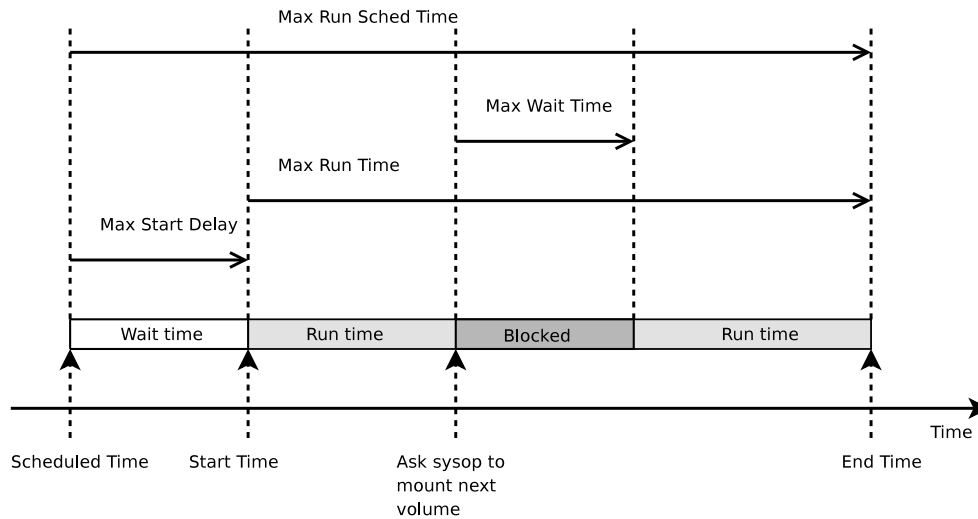 Max Run Sched Time
Max Wait Time
Max Run Time
Max Start Delay
Wait time
Run time
Blocked
Run time
Time
Scheduled Time
Start Time
Ask sysop to
mount next
volume
End Time